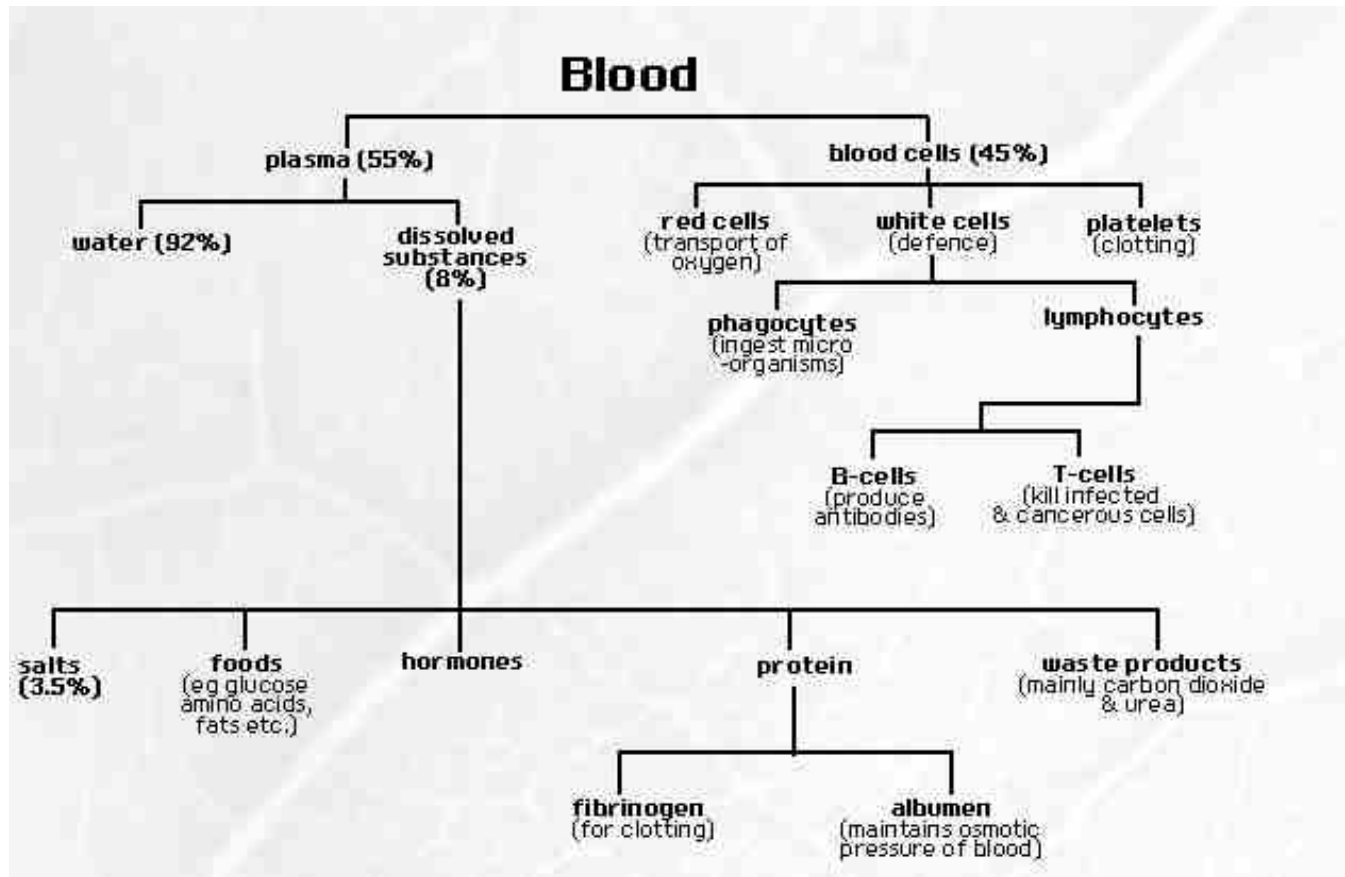 Blood
plasma (55%)
blood cells (45%)
water (92%)
dissolved
substances
(8%)
red cells
(transport of
oxygen)
white cells
(defence)
platelets
(clotting)
phagocytes
(ingest micro
-organisms)
lymphocytes
B-cells
(produce
antibodies)
T-cells
(kill infected
& cancerous cells)
salts
(3.5%)
foods
(eg glucose
amino acids,
fats etc.)
hormones
protein
waste products
(mainly carbon dioxide
& urea)
fibrinogen
(for clotting)
albumen
(maintains osmotic
pressure of blood)